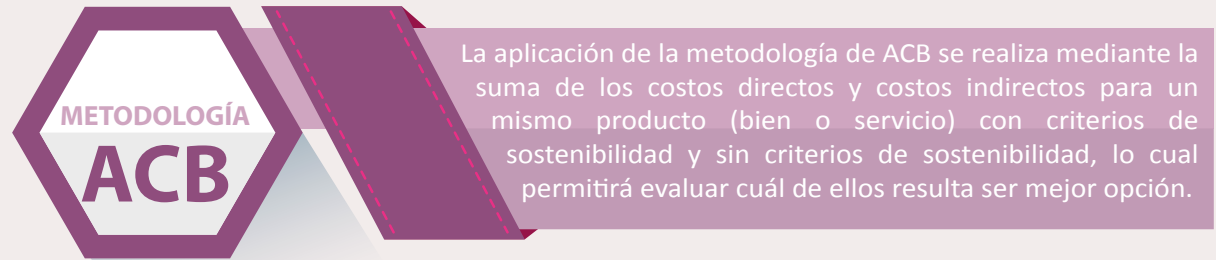 METODOLOGÍA
ACB
La aplicación de la metodología de ACB se realiza mediante la
suma de los costos directos y costos indirectos para un
mismo producto (bien o servicio) con criterios de
sostenibilidad y sin criterios de sostenibilidad, lo cual
permitirá evaluar cuál de ellos resulta ser mejor opción.